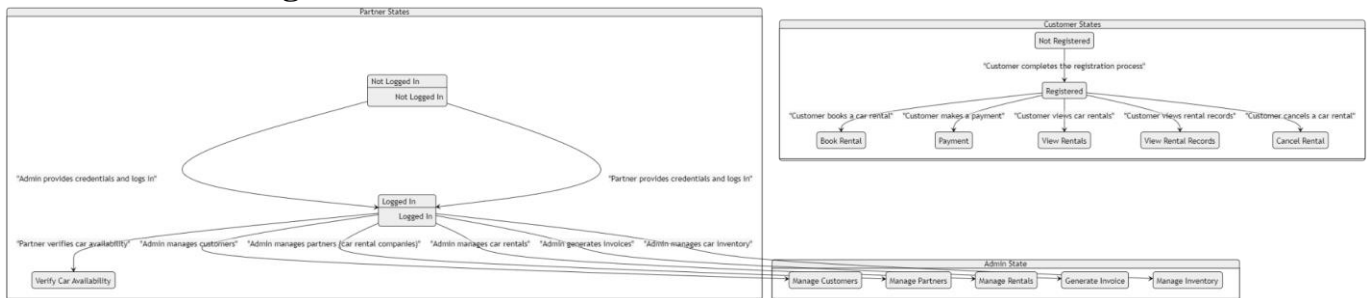 Partner States
Not Logged In
Not Logged In
"Admin provides credentials and logs in"
"Partner provides credentials and logs in"
Logged In
Logged In
"Partner verifies car availability"
"Admin manages customers"
"Admin manages partners (car rental companies)"
"Admin manages car rentals"
"Admin generates invoices"
"Admin manages car inventory"
Verify Car Availability
Customer States
Not Registered
"Customer completes the registration process"
Registered
"Customer books a car rental"
"Customer makes a payment"
"Customer views car rentals"
"Customer views rental records"
"Customer cancels a car rental"
Book Rental
Payment
View Rentals
View Rental Records
Cancel Rental
Admin State
Manage Customers
Manage Partners
Manage Rentals
Generate Invoice
Manage Inventory